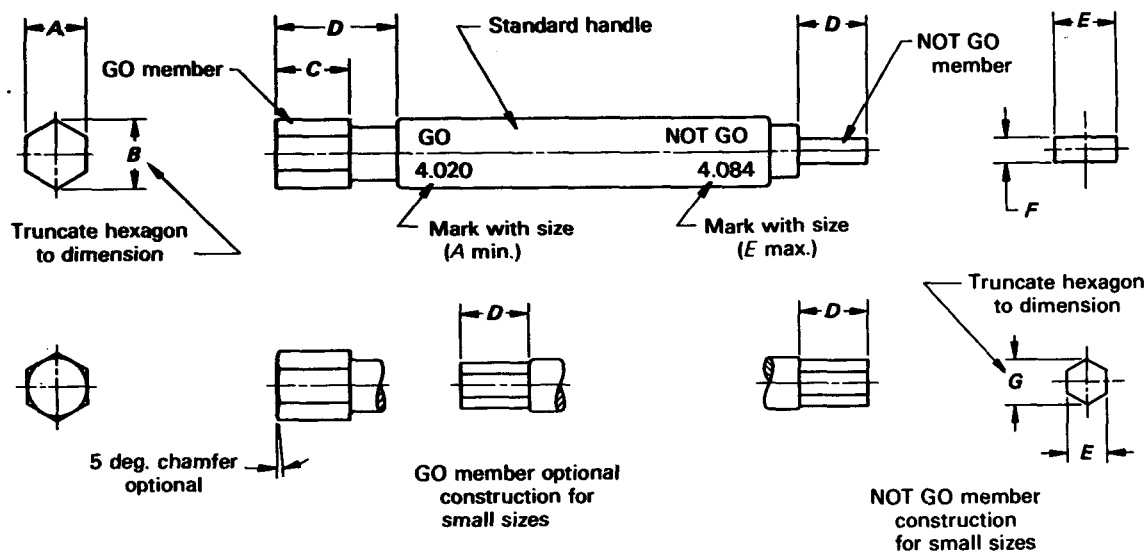 A
D
Standard handle
D
E
GO member
C
NOT GO
member
B
GO
NOT GO
4.020
4.084
F
Truncate hexagon
to dimension
Mark with size
(A min.)
Mark with size
(E max.)
Truncate hexagon
to dimension
D
D
G
E
5 deg. chamfer
optional
GO member optional
construction for
small sizes
NOT GO member
construction
for small sizes